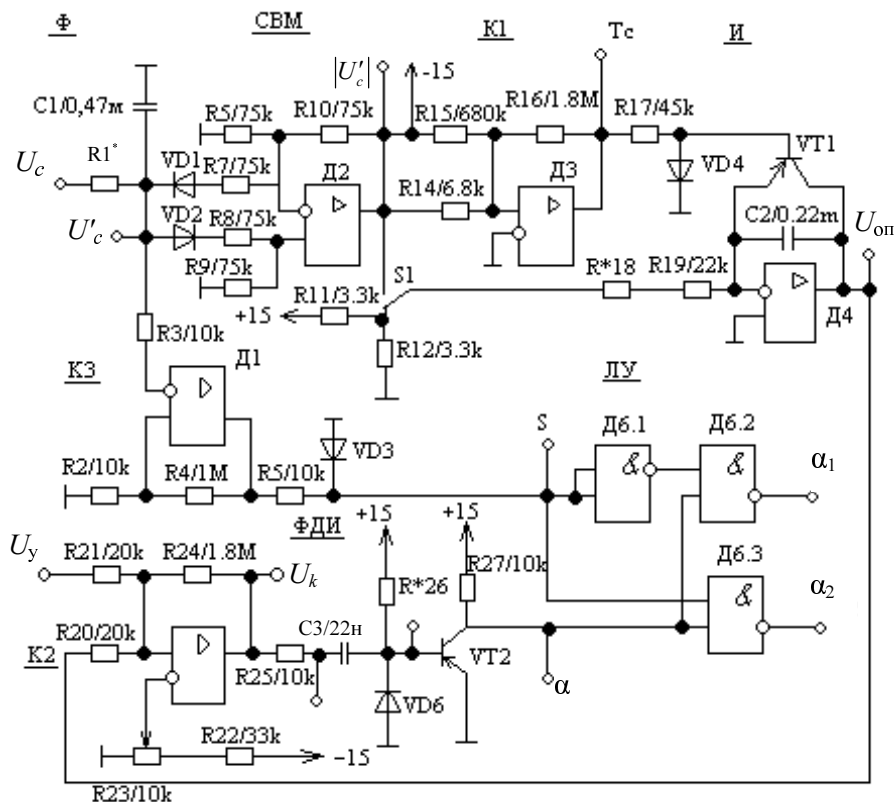 Ф
СВМ
К1
Tc
И
|U′c|
-15
C1/0,47м
R5/75k
R10/75k
R15/680k
R16/1.8M
R17/45k
R1*
VD1
R7/75k
Д2
Д3
VD4
VT1
Uc
U′c
VD2
R8/75k
R14/6.8k
C2/0.22m
Uоп
R9/75k
S1
R*18
R19/22k
R11/3.3k
+15
Д4
R3/10k
R12/3.3k
К3
Д1
ЛУ
VD3
S
Д6.1
Д6.2
&
&
α1
R2/10k
R4/1M
R5/10k
ФДИ
+15
+15
Uy
R21/20k
R24/1.8M
Uk
R*26
R27/10k
Д6.3
&
α2
R20/20k
C3/22н
К2
R25/10k
VT2
VD6
α
R22/33k
−15
R23/10k